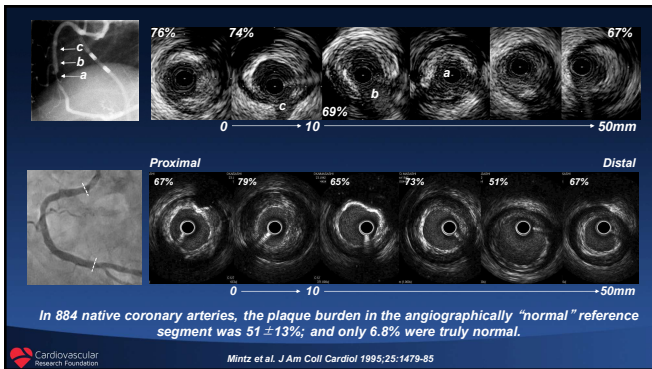 76%
74%
67%
c
b
a
a
b
c
69%
0
10
50mm
Proximal
Distal
67%
79%
65%
73%
51%
67%
0
10
50mm
In 884 native coronary arteries, the plaque burden in the angiographically “normal” reference
segment was 51±13%; and only 6.8% were truly normal.
Cardiovascular
Research Foundation
Mintz et al. J Am Coll Cardiol 1995;25:1479-85